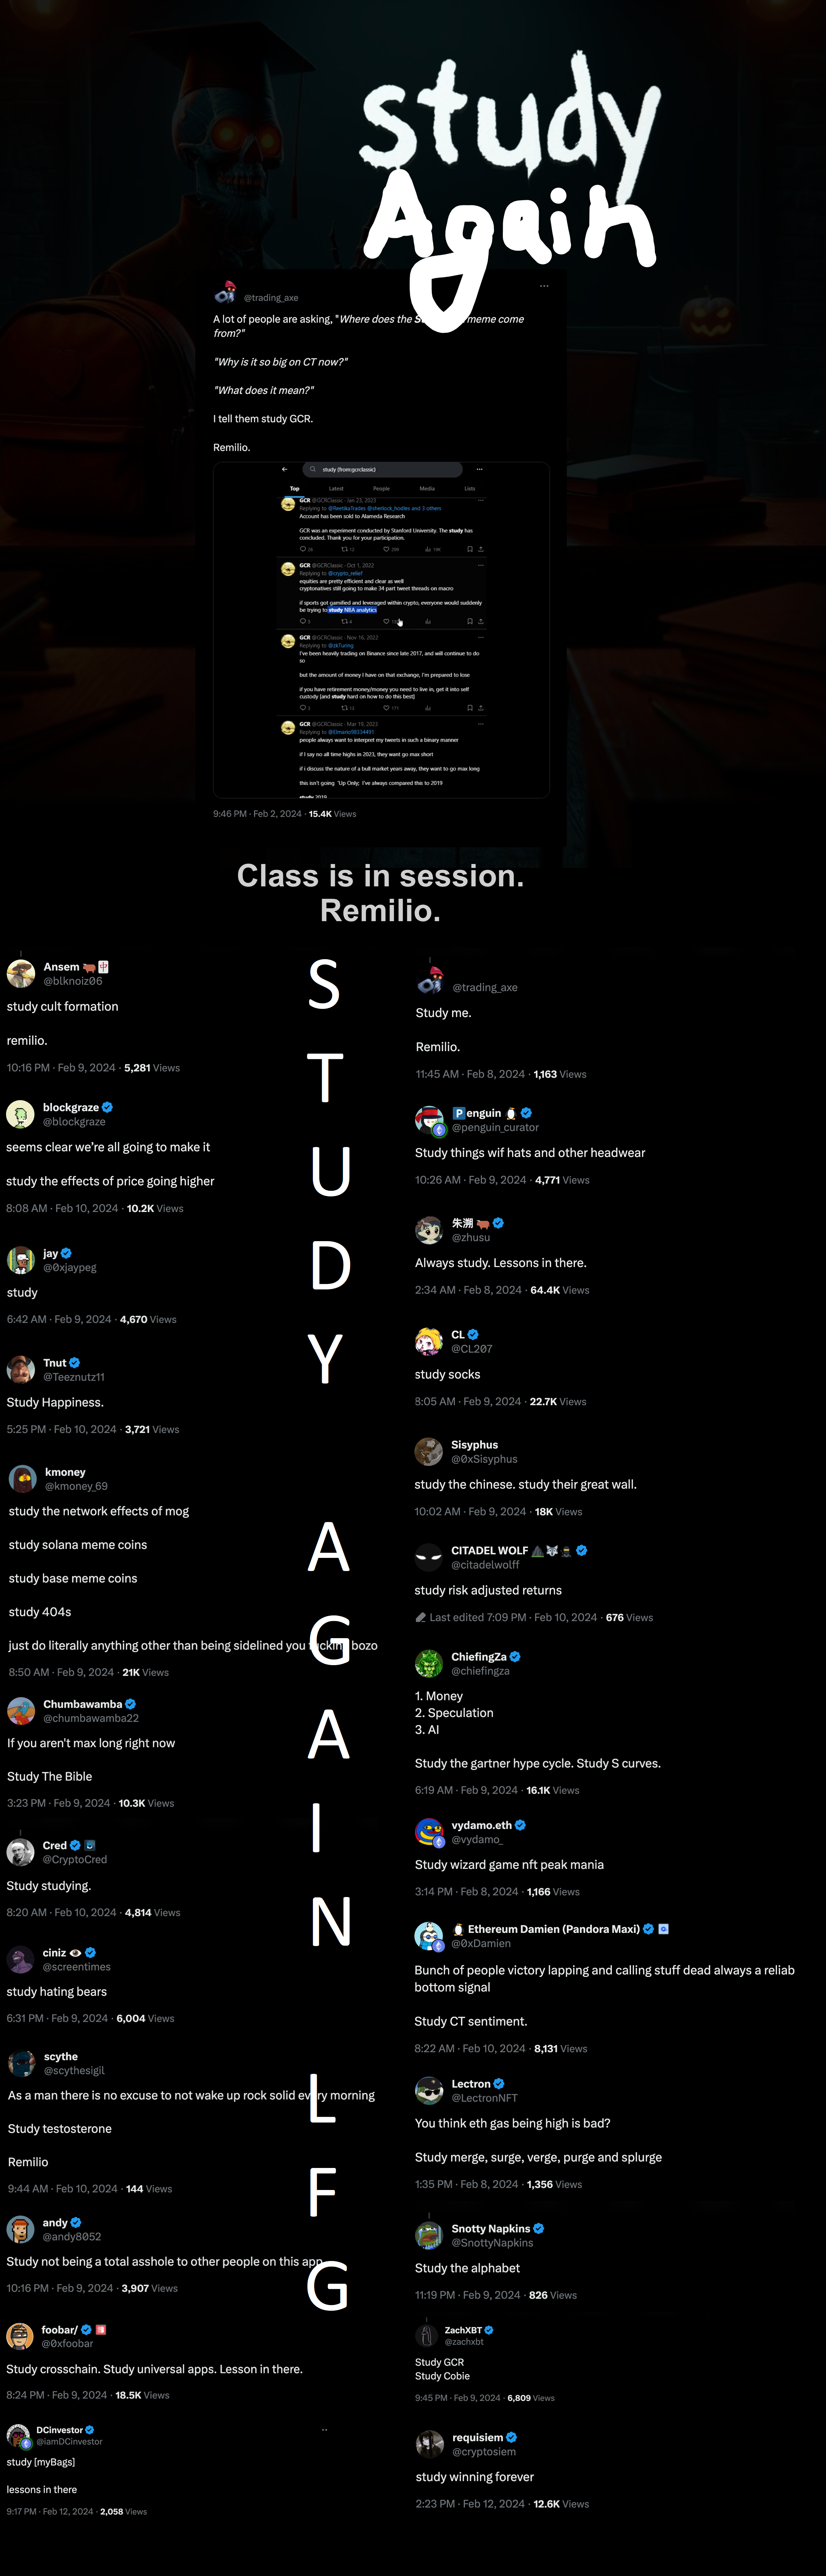 study
Again
@trading_axe
A lot of people are asking, "Where does the meme come
from?"
"Why is it so big on CT now?"
"What does it mean?"
I tell them study GCR.
Remilio.
study (from:gcrclassic)
Top Latest People Media Lists
GCR @GCRClassic · Jan 23, 2023
Replying to @ReetikaTrades @sherlock_hodles and 3 others
Account has been sold to Alameda Research
GCR was an experiment conducted by Stanford University. The study has
concluded. Thank you for your participation.
GCR @GCRClassic · Oct 1, 2022
Replying to @crypto_relief
equities are pretty efficient and clear as well
cryptonatives still going to make 34 part tweet threads on macro
if sports got gamified and leveraged within crypto, everyone would suddenly
be trying to study NBA analytics
GCR @GCRClassic · Nov 16, 2022
Replying to @zkTuring
I've been heavily trading on Binance since late 2017, and will continue to do
so
but the amount of money I have on that exchange, I'm prepared to lose
if you have retirement money/money you need to live in, get it into self
custody [and study hard on how to do this best]
GCR @GCRClassic · Mar 19, 2023
Replying to
people always want to interpret my tweets in such a binary manner
if I say no all time highs in 2023, they want go max short
if i discuss the nature of a bull market years away, they want to go max long
this isn't going 'Up Only; I've always compared this to 2019
study 2019
9:46 PM · Feb 2, 2024 · 15.4K Views
Class is in session.
Remilio.
S
T
U
D
Y
A
G
A
I
N
L
F
G
Ansem
@blknoiz06
study cult formation
remilio.
10:16 PM · Feb 9, 2024 · 5,281 Views
blockgraze
@blockgraze
seems clear we're all going to make it
study the effects of price going higher
8:08 AM · Feb 10, 2024 · 10.2K Views
jay
@0xjaypeg
study
6:42 AM · Feb 9, 2024 · 4,670 Views
Tnut
@Teeznutz11
Study Happiness.
5:25 PM · Feb 10, 2024 · 3,721 Views
kmoney
@kmoney_69
study the network effects of mog
study solana meme coins
study base meme coins
study 404s
just do literally anything other than being sidelined you fucking bozo
8:50 AM · Feb 9, 2024 · 21K Views
Chumbawamba
@chumbawamba22
If you aren't max long right now
Study The Bible
3:23 PM · Feb 9, 2024 · 10.3K Views
Cred
@CryptoCred
Study studying.
8:20 AM · Feb 10, 2024 · 4,814 Views
ciniz
@screentimes
study hating bears
6:31 PM · Feb 9, 2024 · 6,004 Views
scythe
@scythesigil
As a man there is no excuse to not wake up rock solid every morning
Study testosterone
Remilio
9:44 AM · Feb 10, 2024 · 144 Views
andy
@andy8052
Study not being a total asshole to other people on this app
10:16 PM · Feb 9, 2024 · 3,907 Views
foobar/
@0xfoobar
Study crosschain. Study universal apps. Lesson in there.
8:24 PM · Feb 9, 2024 · 18.5K Views
DCinvestor
@iamDCinvestor
study [myBags]
lessons in there
9:17 PM · Feb 12, 2024 · 2,058 Views
@trading_axe
Study me.
Remilio.
11:45 AM · Feb 8, 2024 · 1,163 Views
🅿️enguin
@penguin_curator
Study things wif hats and other headwear
10:26 AM · Feb 9, 2024 · 4,771 Views
朱溯
@zhusu
Always study. Lessons in there.
2:34 AM · Feb 8, 2024 · 64.4K Views
CL
@CL207
study socks
8:05 AM · Feb 9, 2024 · 22.7K Views
Sisyphus
@0xSisyphus
study the chinese. study their great wall.
10:02 AM · Feb 9, 2024 · 18K Views
CITADEL WOLF
@citadelwolff
study risk adjusted returns
Last edited 7:09 PM · Feb 10, 2024 · 676 Views
ChiefingZa
@chiefingza
1. Money
2. Speculation
3. AI
Study the gartner hype cycle. Study S curves.
6:19 AM · Feb 9, 2024 · 16.1K Views
vydamo.eth
@vydamo_
Study wizard game nft peak mania
3:14 PM · Feb 8, 2024 · 1,166 Views
Ethereum Damien (Pandora Maxi)
@0xDamien
Bunch of people victory lapping and calling stuff dead always a reliab
bottom signal
Study CT sentiment.
8:22 AM · Feb 10, 2024 · 8,131 Views
Lectron
@LectronNFT
You think eth gas being high is bad?
Study merge, surge, verge, purge and splurge
1:35 PM · Feb 8, 2024 · 1,356 Views
Snotty Napkins
@SnottyNapkins
Study the alphabet
11:19 PM · Feb 9, 2024 · 826 Views
ZachXBT
@zachxbt
Study GCR
Study Cobie
9:45 PM · Feb 9, 2024 · 6,809 Views
requisiem
@cryptosiem
study winning forever
2:23 PM · Feb 12, 2024 · 12.6K Views